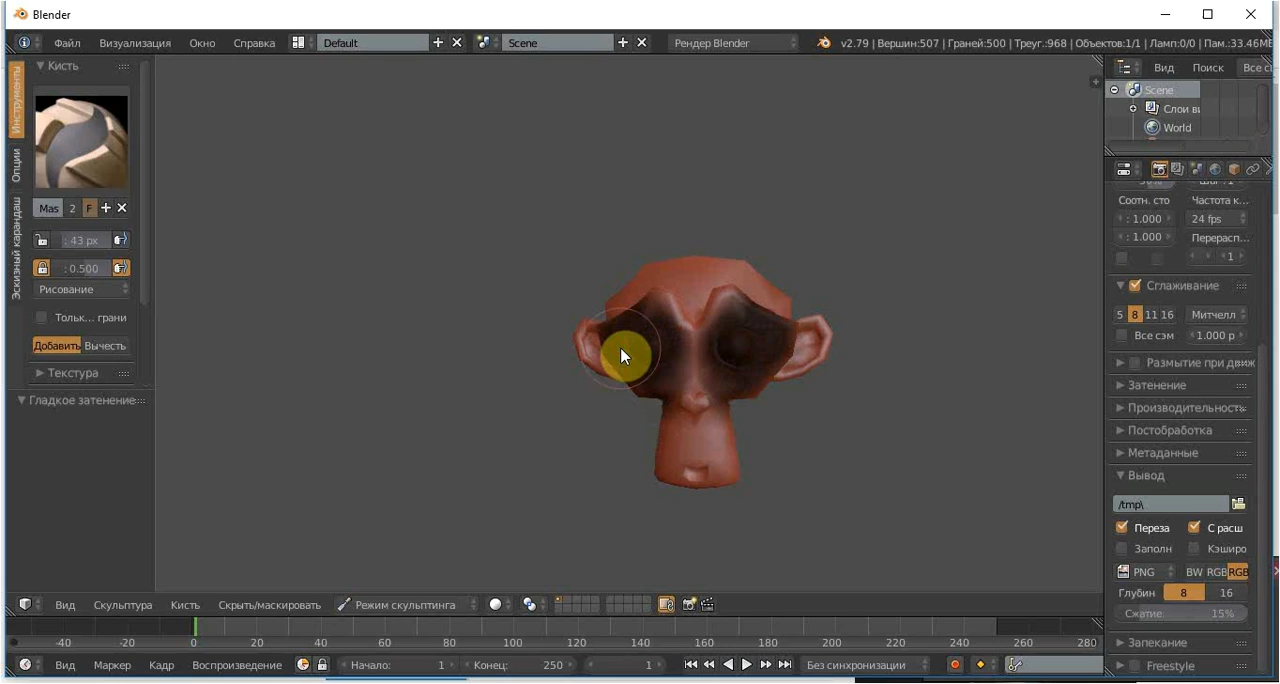 Blender
Файл Визуализация Окно Справка Default Scene Рендер Blender v2.79 | Вершин:507 | Граней:500 | Треуг.:968 | Объектов:1/1 | Ламп:0/0 | Пам.:33.46МБ
Кисть
Инструменты
Опции
Эскизный карандаш
Mas 2 F
: 43 px
: 0.500
Рисование
Тольк... грани
Добавить Вычесть
Текстура
Гладкое затенение
Вид Поиск Все с
Scene
Слои ви
World
50%
Соотн. сто Частота к...
: 1.000 24 fps
: 1.000 Перерасп...
1
Сглаживание
5 8 11 16 Митчелл
Все сэм 1.000 p
Размытие при движ
Затенение
Производительность
Постобработка
Метаданные
Вывод
/tmp\
Переза С расш
Заполн Кэширо
PNG BW RGB RGB
Глубин 8 16
Сжатие 15%
Запекание
Freestyle
Вид Скульптура Кисть Скрыть/маскировать Режим скульптинга
-40 -20 0 20 40 60 80 100 120 140 160 180 200 220 240 260 280
Вид Маркер Кадр Воспроизведение Начало: 1 Конец: 250 1 Без синхронизации